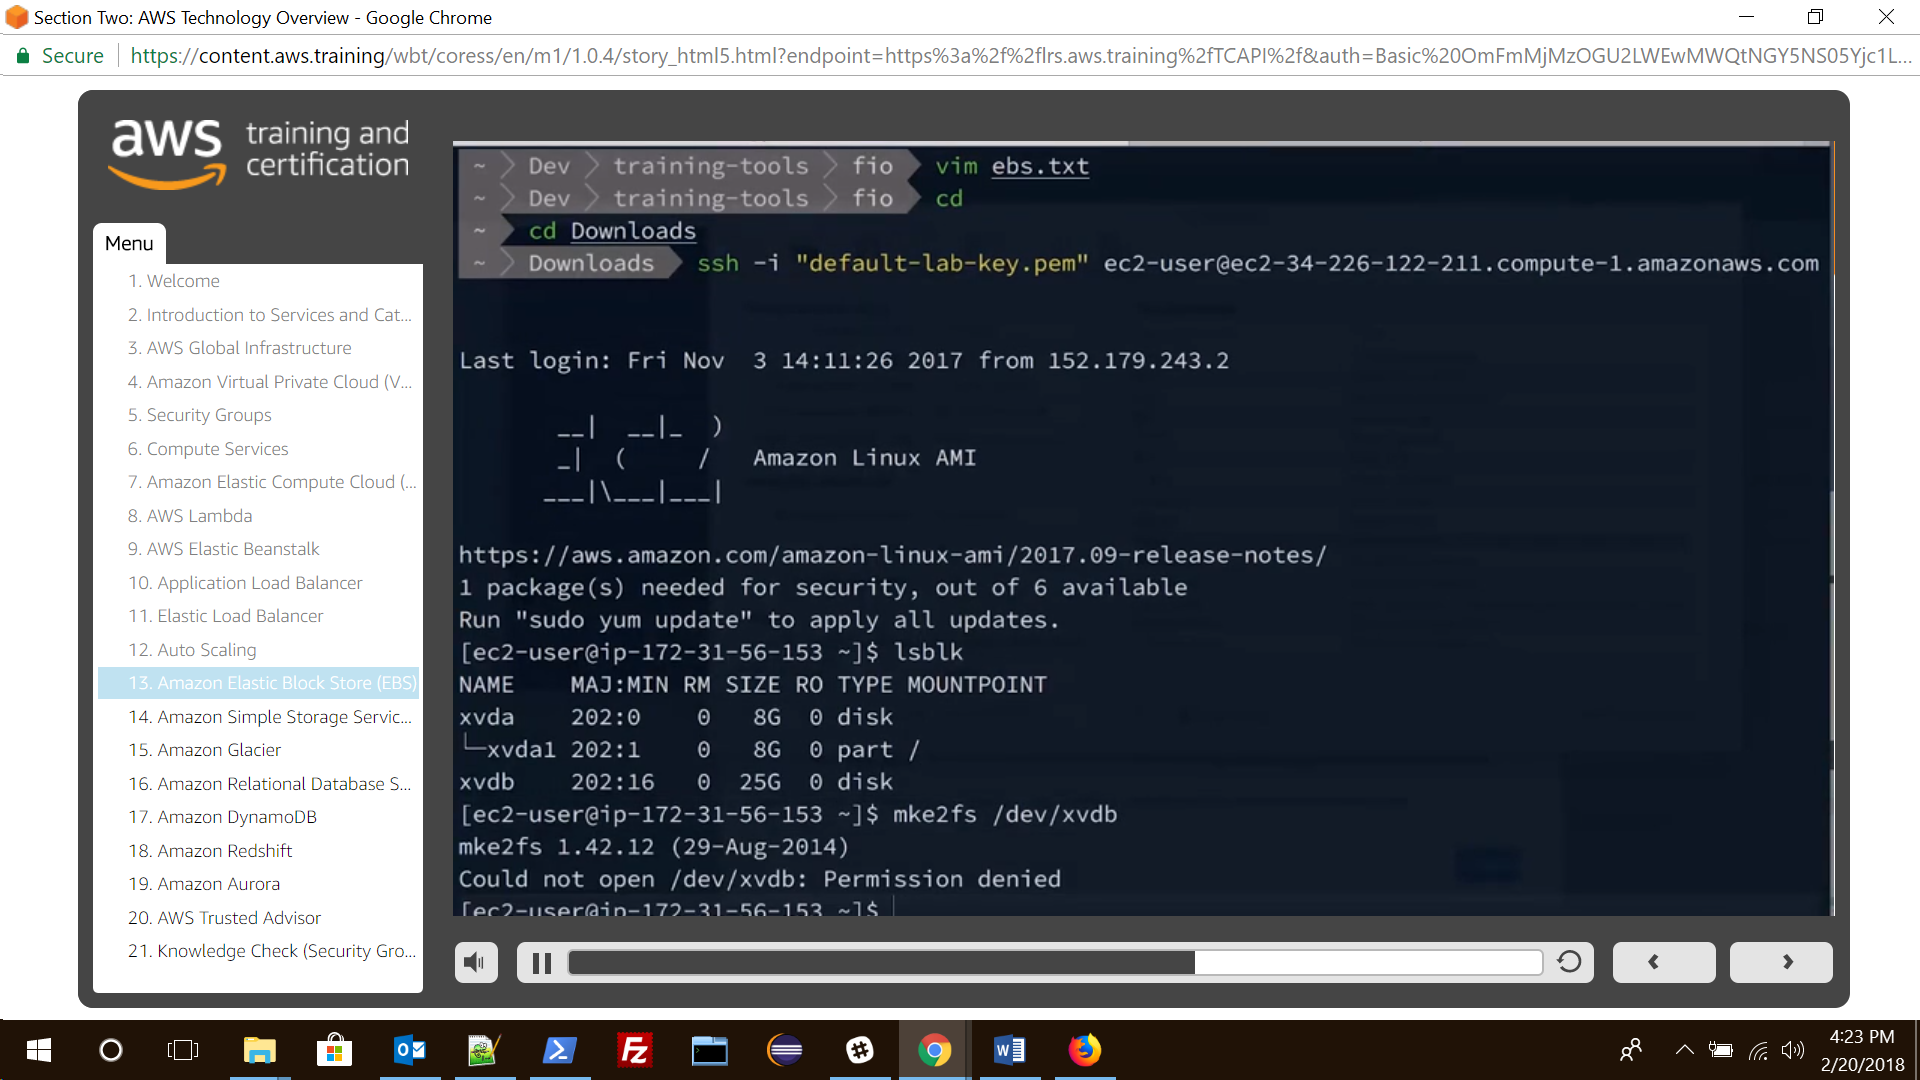 Section Two: AWS Technology Overview - Google Chrome
Secure
https://content.aws.training/wbt/coress/en/m1/1.0.4/story_html5.html?endpoint=https%3a%2f%2flrs.aws.training%2fTCAPI%2f&auth=Basic%20OmFmMjMzOGU2LWEwMWQtNGY5NS05Yjc1L...
aws training and certification
Menu
1. Welcome
2. Introduction to Services and Cat...
3. AWS Global Infrastructure
4. Amazon Virtual Private Cloud (V...
5. Security Groups
6. Compute Services
7. Amazon Elastic Compute Cloud (...
8. AWS Lambda
9. AWS Elastic Beanstalk
10. Application Load Balancer
11. Elastic Load Balancer
12. Auto Scaling
13. Amazon Elastic Block Store (EBS)
14. Amazon Simple Storage Servic...
15. Amazon Glacier
16. Amazon Relational Database S...
17. Amazon DynamoDB
18. Amazon Redshift
19. Amazon Aurora
20. AWS Trusted Advisor
21. Knowledge Check (Security Gro...
~ Dev training-tools fio vim ebs.txt
~ Dev training-tools fio cd
~ cd Downloads
~ Downloads ssh -i "default-lab-key.pem" ec2-user@ec2-34-226-122-211.compute-1.amazonaws.com
Last login: Fri Nov  3 14:11:26 2017 from 152.179.243.2
__|  __|_  )
_|  (     /   Amazon Linux AMI
___|\___|___|
https://aws.amazon.com/amazon-linux-ami/2017.09-release-notes/
1 package(s) needed for security, out of 6 available
Run "sudo yum update" to apply all updates.
[ec2-user@ip-172-31-56-153 ~]$ lsblk
NAME    MAJ:MIN RM SIZE RO TYPE MOUNTPOINT
xvda    202:0    0   8G  0 disk
└─xvda1 202:1    0   8G  0 part /
xvdb    202:16   0  25G  0 disk
[ec2-user@ip-172-31-56-153 ~]$ mke2fs /dev/xvdb
mke2fs 1.42.12 (29-Aug-2014)
Could not open /dev/xvdb: Permission denied
[ec2-user@ip-172-31-56-153 ~]$
4:23 PM
2/20/2018